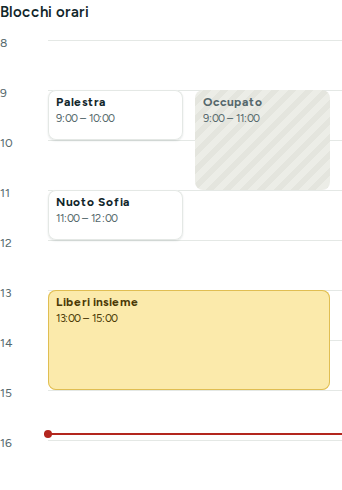 Blocchi orari
8
9
Palestra
9:00 – 10:00
Occupato
9:00 – 11:00
10
11
Nuoto Sofia
11:00 – 12:00
12
13
Liberi insieme
13:00 – 15:00
14
15
16